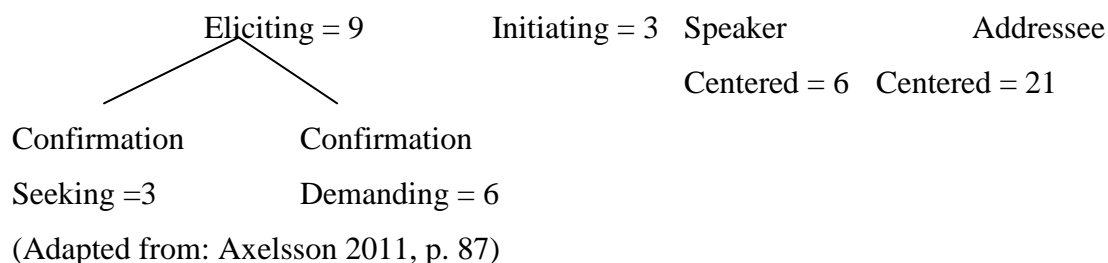 Eliciting = 9 Initiating = 3 Speaker Addressee
Centered = 6 Centered = 21
Confirmation Confirmation
Seeking =3 Demanding = 6
(Adapted from: Axelsson 2011, p. 87)